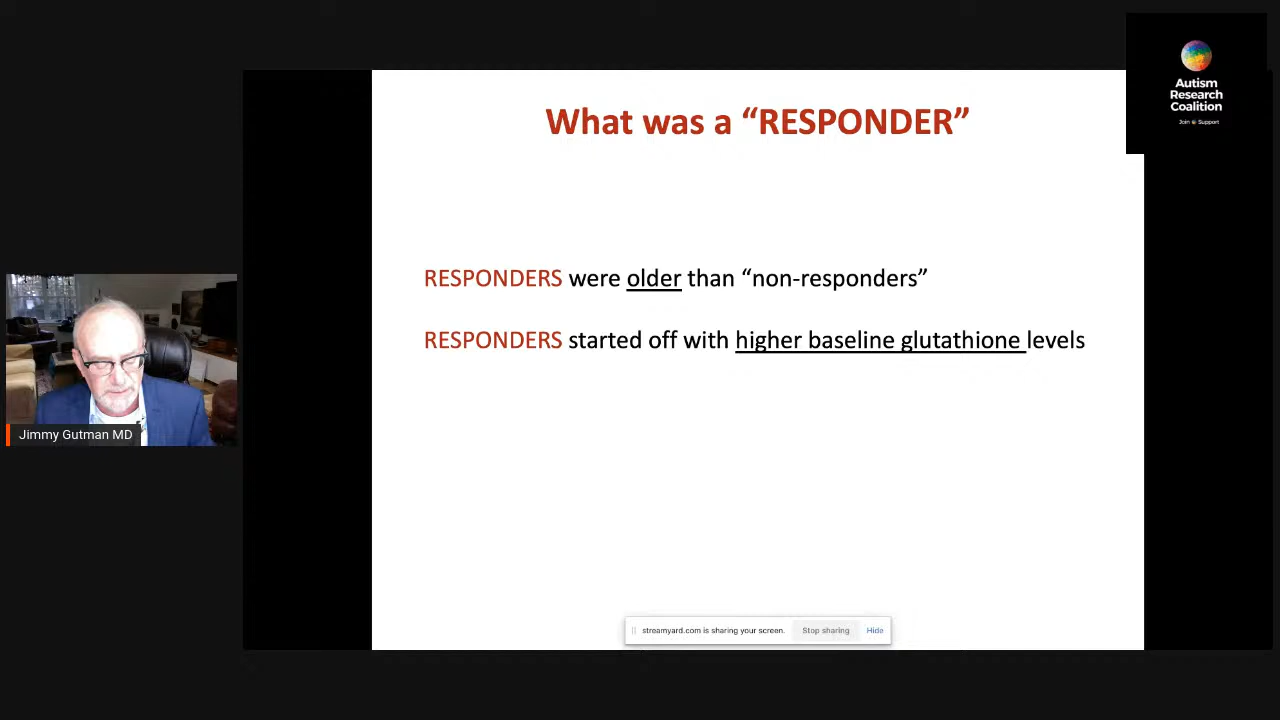 What was a “RESPONDER”
Autism
Research
Coalition
Join & Support
RESPONDERS were older than “non-responders”
RESPONDERS started off with higher baseline glutathione levels
Jimmy Gutman MD
streamyard.com is sharing your screen. Stop sharing Hide